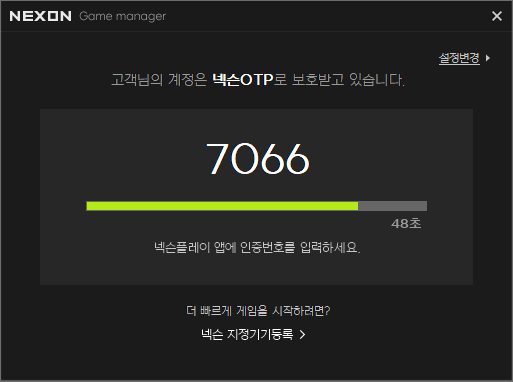 NEXON Game manager
설정변경
고객님의 계정은 넥슨OTP로 보호받고 있습니다.
7066
48초
넥슨플레이 앱에 인증번호를 입력하세요.
더 빠르게 게임을 시작하려면?
넥슨 지정기기등록 >